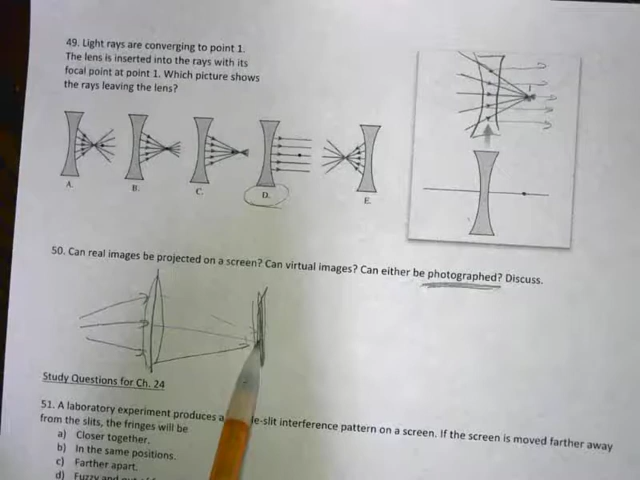 49. Light rays are converging to point 1.
The lens is inserted into the rays with its
focal point at point 1. Which picture shows
the rays leaving the lens?
A.
B.
C.
D.
E.
50. Can real images be projected on a screen? Can virtual images? Can either be photographed? Discuss.
Study Questions for Ch. 24
51. A laboratory experiment produces a le-slit interference pattern on a screen. If the screen is moved farther away
from the slits, the fringes will be
a) Closer together.
b) In the same positions.
c) Farther apart.
d) Fuzzy and out of